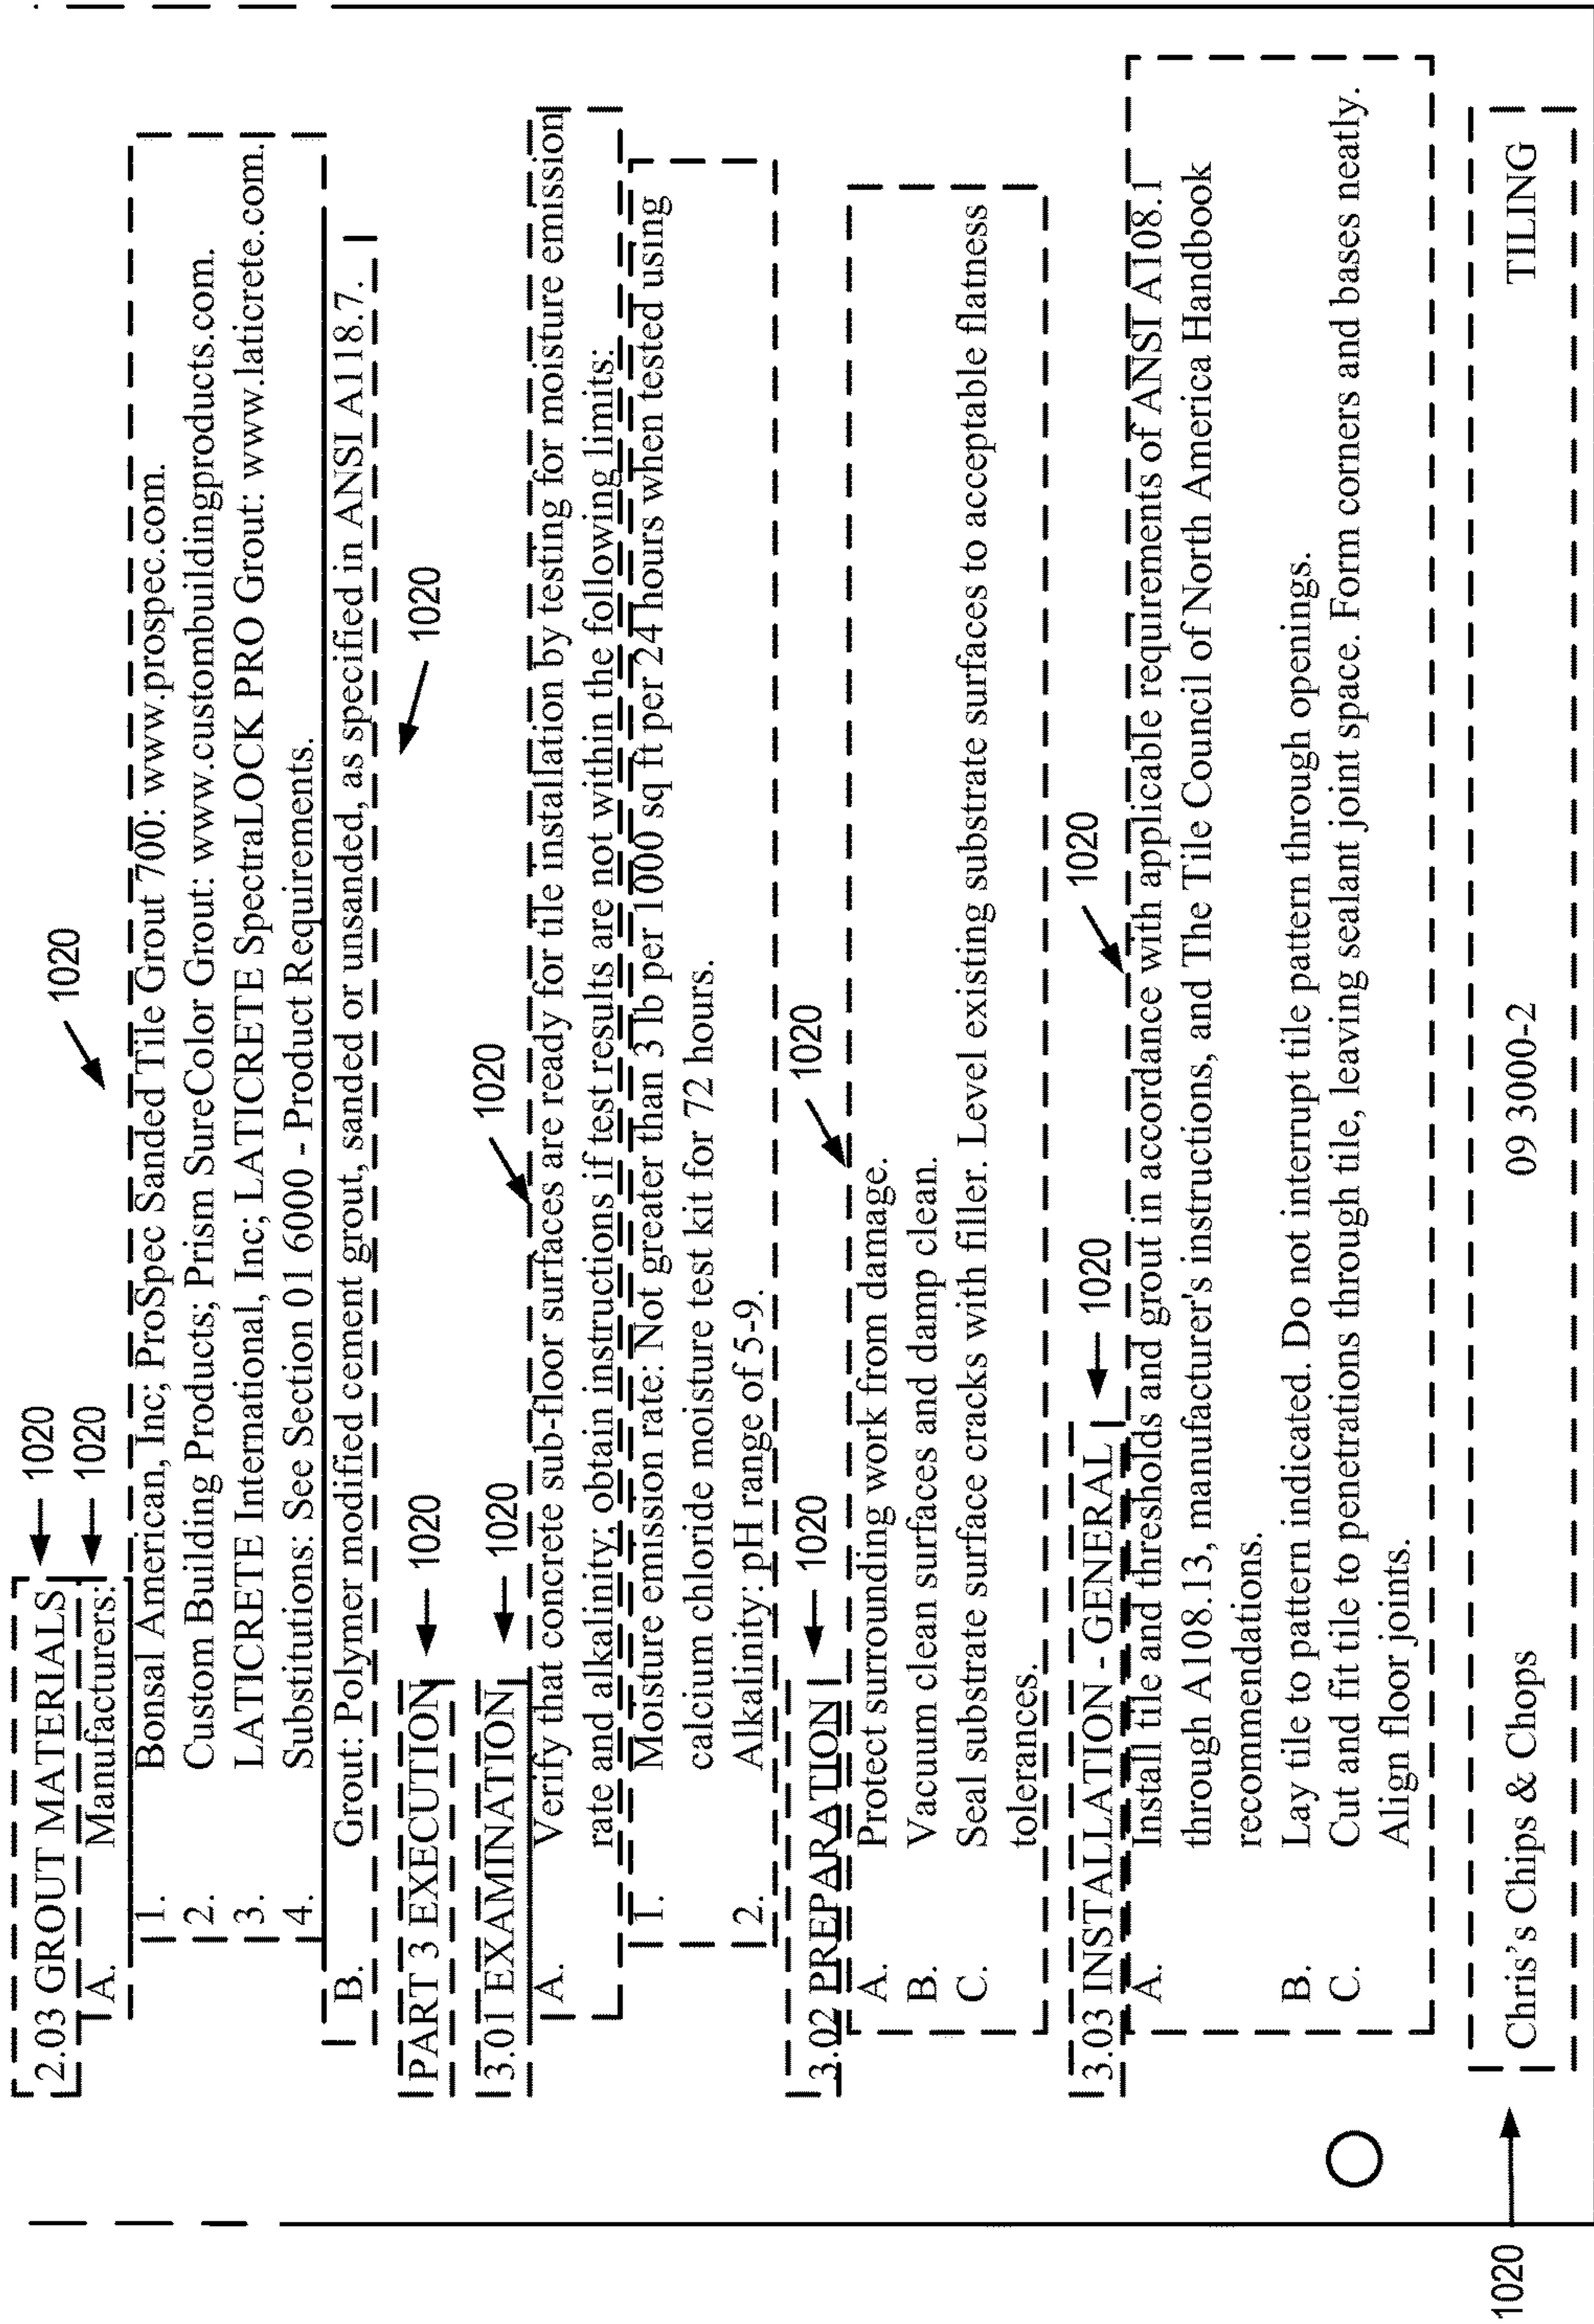 2.03 GROUT MATERIALS 1020
A. Manufacturers: 1020
1020
1. Bonsal American, Inc; ProSpec Sanded Tile Grout 700: www.prospec.com.
2. Custom Building Products; Prism SureColor Grout: www.custombuildingproducts.com.
3. LATICRETE International, Inc; LATICRETE SpectraLOCK PRO Grout: www.laticrete.com.
4. Substitutions: See Section 01 6000 - Product Requirements.
B. Grout: Polymer modified cement grout, sanded or unsanded, as specified in ANSI A118.7.
1020
PART 3 EXECUTION 1020
3.01 EXAMINATION 1020
1020
A. Verify that concrete sub-floor surfaces are ready for tile installation by testing for moisture emission
rate and alkalinity; obtain instructions if test results are not within the following limits:
1. Moisture emission rate: Not greater than 3 lb per 1000 sq ft per 24 hours when tested using
calcium chloride moisture test kit for 72 hours.
2. Alkalinity: pH range of 5-9.
3.02 PREPARATION 1020
1020
A. Protect surrounding work from damage.
B. Vacuum clean surfaces and damp clean.
C. Seal substrate surface cracks with filler. Level existing substrate surfaces to acceptable flatness
tolerances.
3.03 INSTALLATION - GENERAL 1020
1020
A. Install tile and thresholds and grout in accordance with applicable requirements of ANSI A108.1
through A108.13, manufacturer's instructions, and The Tile Council of North America Handbook
recommendations.
B. Lay tile to pattern indicated. Do not interrupt tile pattern through openings.
C. Cut and fit tile to penetrations through tile, leaving sealant joint space. Form corners and bases neatly.
Align floor joints.
1020
Chris's Chips & Chops 09 3000-2 TILING